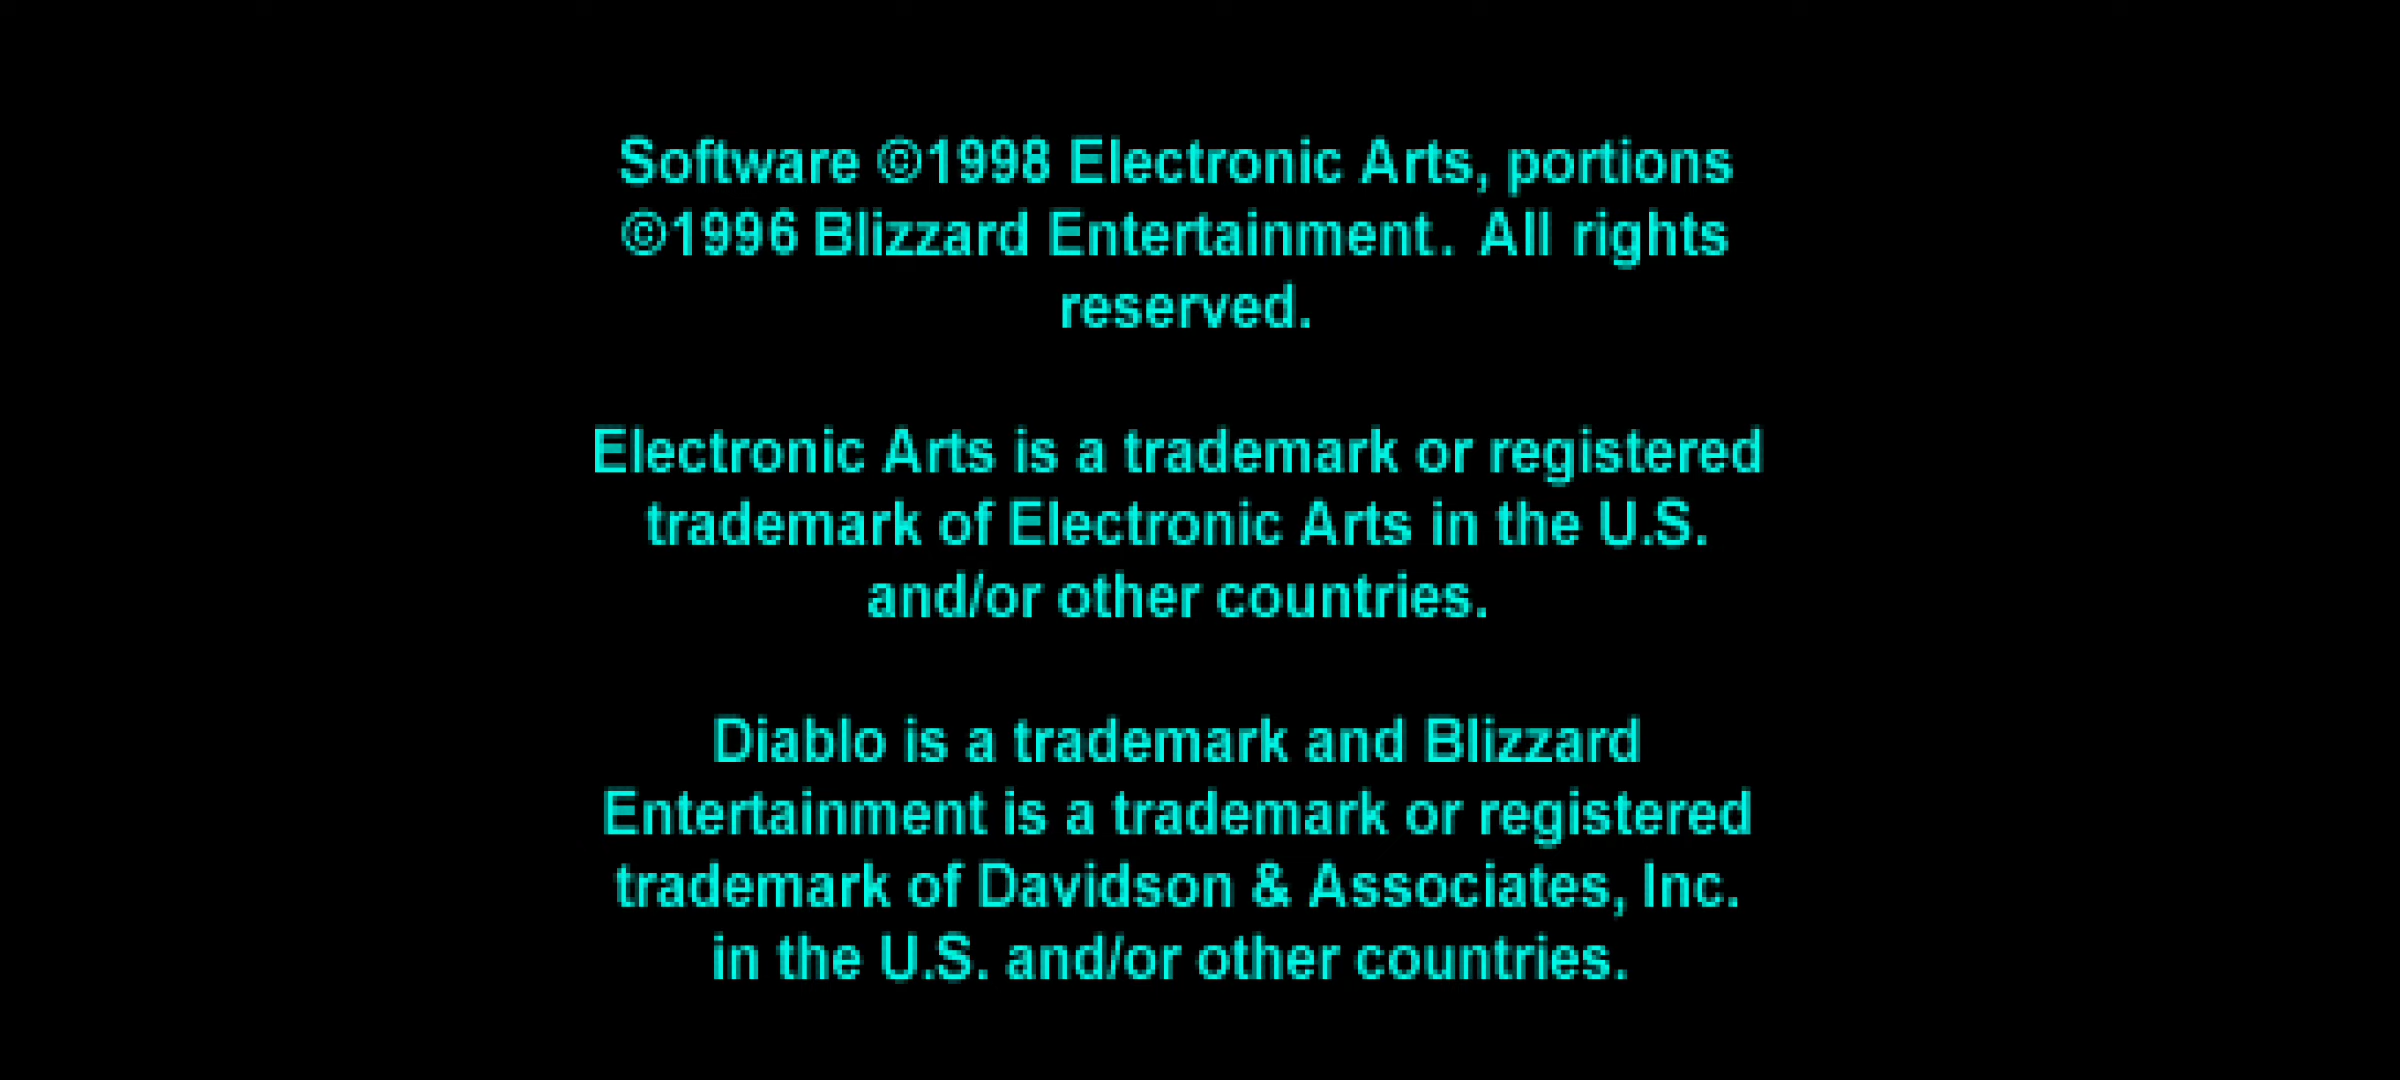 Software ©1998 Electronic Arts, portions
©1996 Blizzard Entertainment.. All rights
reserved.
Electronic Arts is a trademark or registered
trademark of Electronic Arts in the U.S.
and/or other countries.
Diablo is a trademark and Blizzard
Entertainment is a trademark or registered
trademark of Davidson & Associates, Inc.
in the U.S. and/or other countries.